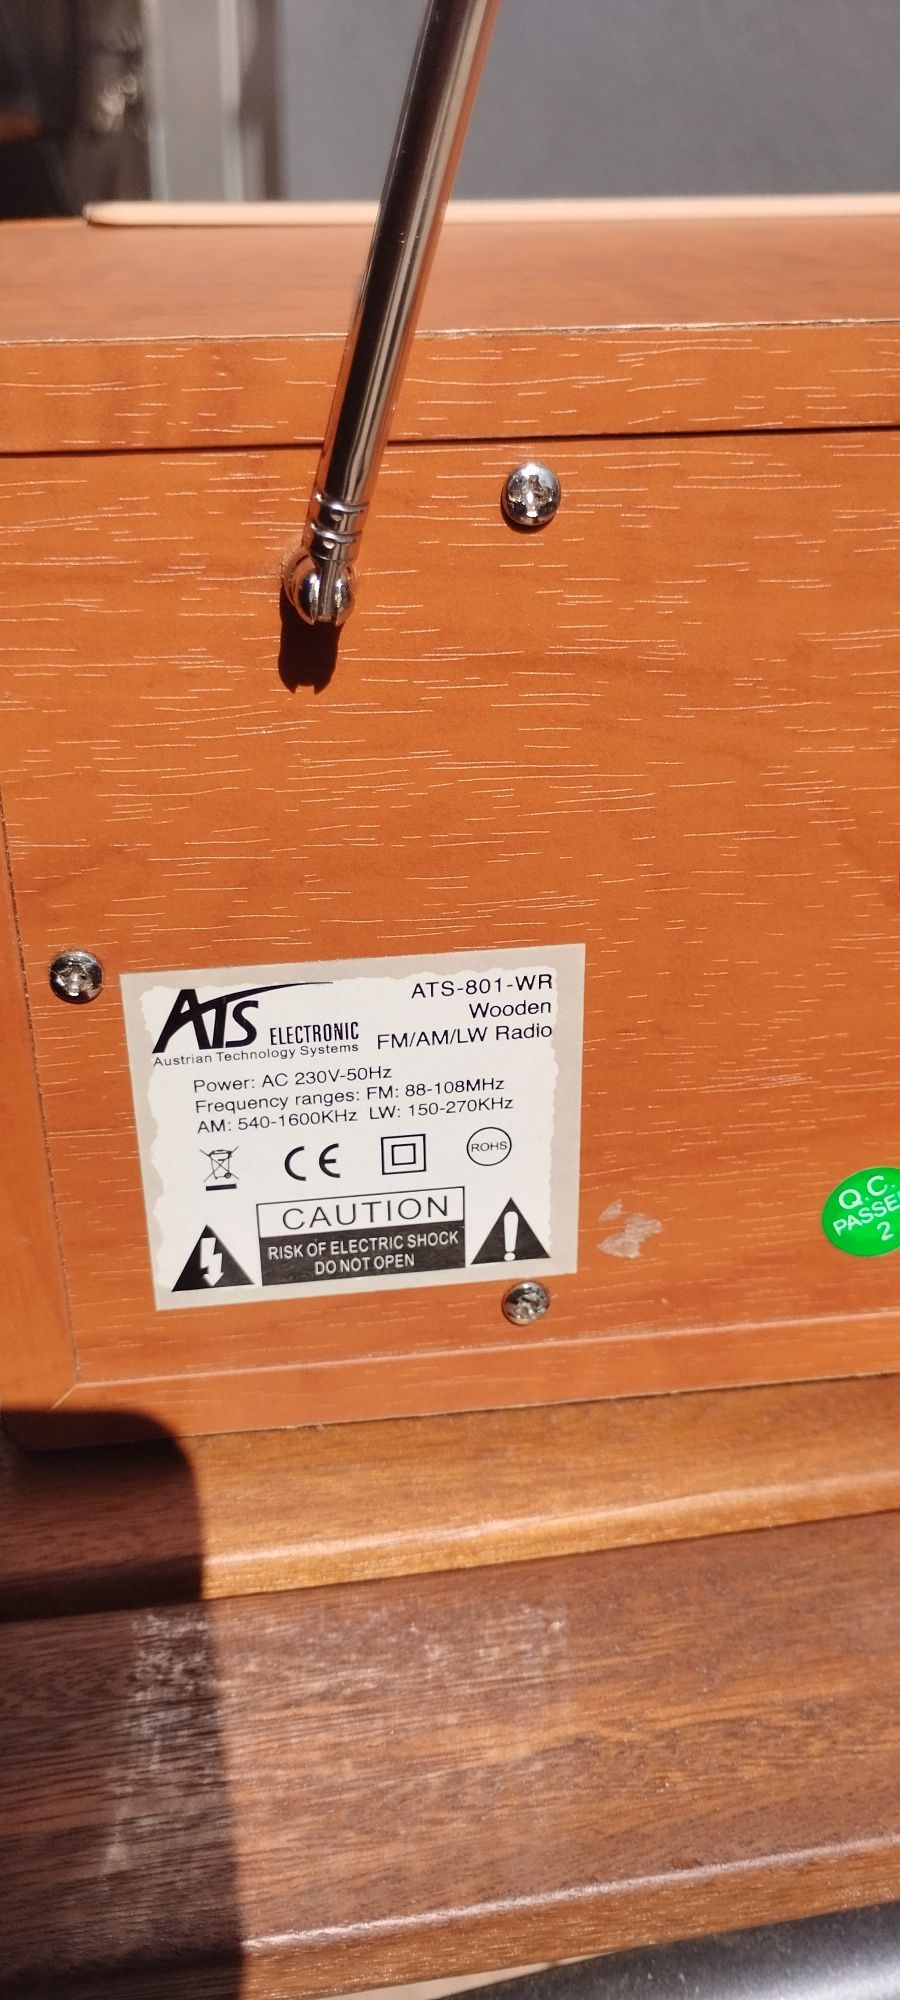 ATS ELECTRONIC
Austrian Technology Systems
ATS-801-WR
Wooden
FM/AM/LW Radio
Power: AC 230V-50Hz
Frequency ranges: FM: 88-108MHz
AM: 540-1600KHz LW: 150-270KHz
CE
ROHS
CAUTION
RISK OF ELECTRIC SHOCK
DO NOT OPEN
Q.C.
PASSE
2